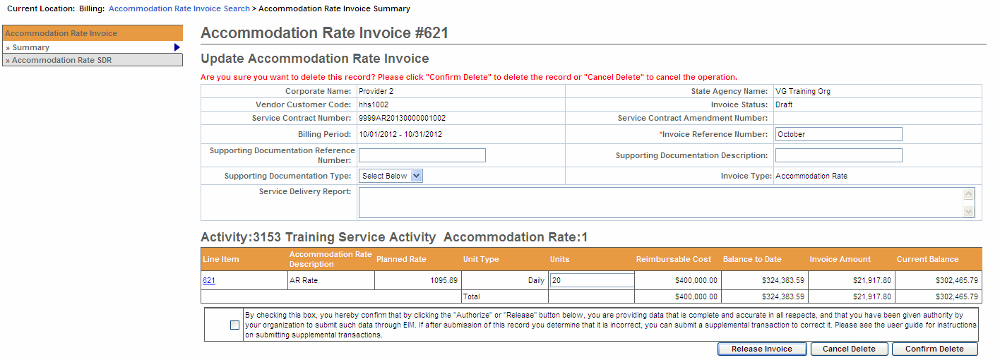 Current Location: Billing: Accommodation Rate Invoice Search > Accommodation Rate Invoice Summary
Accommodation Rate Invoice
» Summary
» Accommodation Rate SDR
Accommodation Rate Invoice #621
Update Accommodation Rate Invoice
Are you sure you want to delete this record? Please click "Confirm Delete" to delete the record or "Cancel Delete" to cancel the operation.
Corporate Name: Provider 2 State Agency Name: VG Training Org
Vendor Customer Code: hhs1002 Invoice Status: Draft
Service Contract Number: 9999AR20130000001002 Service Contract Amendment Number:
Billing Period: 10/01/2012 - 10/31/2012 *Invoice Reference Number: October
Supporting Documentation Reference
Number: Supporting Documentation Description:
Supporting Documentation Type: Select Below Invoice Type: Accommodation Rate
Service Delivery Report:
Activity:3153 Training Service Activity Accommodation Rate:1
Line Item Accommodation Rate Description Planned Rate Unit Type Units Reimbursable Cost Balance to Date Invoice Amount Current Balance
621 AR Rate 1095.89 Daily 20 $400,000.00 $324,383.59 $21,917.80 $302,465.79
Total $400,000.00 $324,383.59 $21,917.80 $302,465.79
By checking this box, you hereby confirm that by clicking the "Authorize" or "Release" button below, you are providing data that is complete and accurate in all respects, and that you have been given authority by
your organization to submit such data through EIM. If after submission of this record you determine that it is incorrect, you can submit a supplemental transaction to correct it. Please see the user guide for instructions
on submitting supplemental transactions.
Release Invoice Cancel Delete Confirm Delete